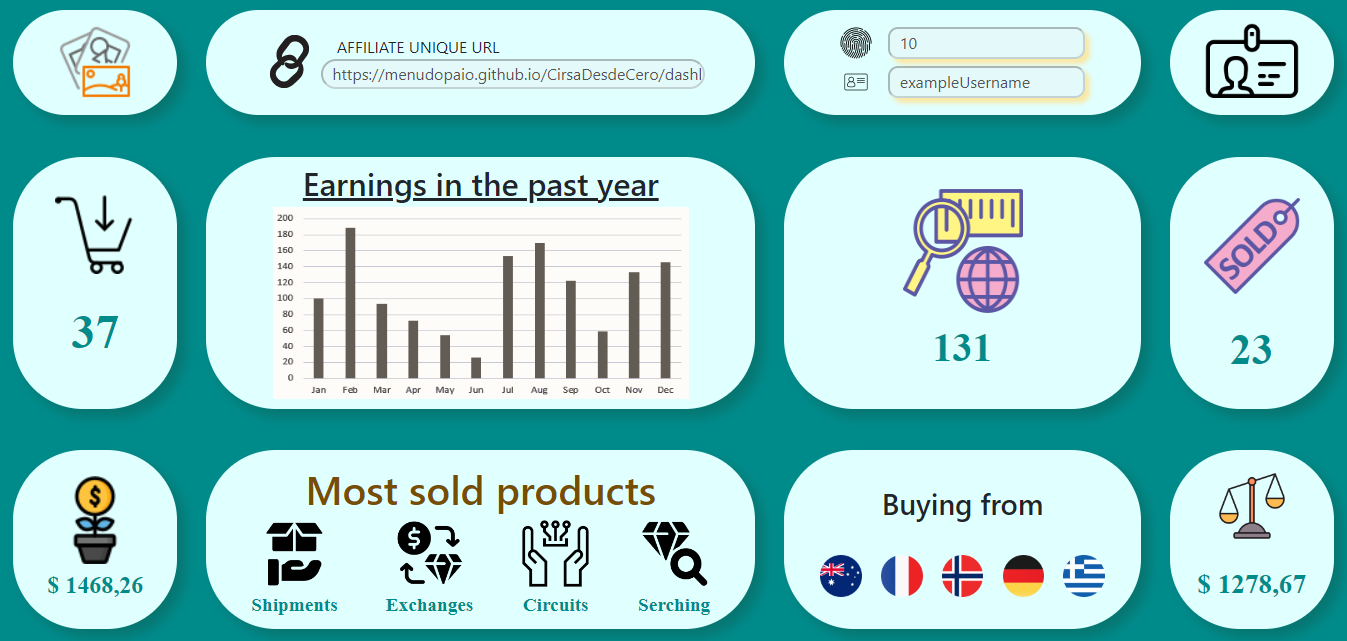 AFFILIATE UNIQUE URL
https://menudopaio.github.io/CirsaDesdeCero/dashl
10
exampleUsername
37
Earnings in the past year
200
180
160
140
120
100
80
60
40
20
0
Jan Feb Mar Apr May Jun Jul Aug Sep Oct Nov Dec
131
SOLD
23
$
$ 1468,26
Most sold products
$
Shipments Exchanges Circuits Serching
Buying from
$ 1278,67